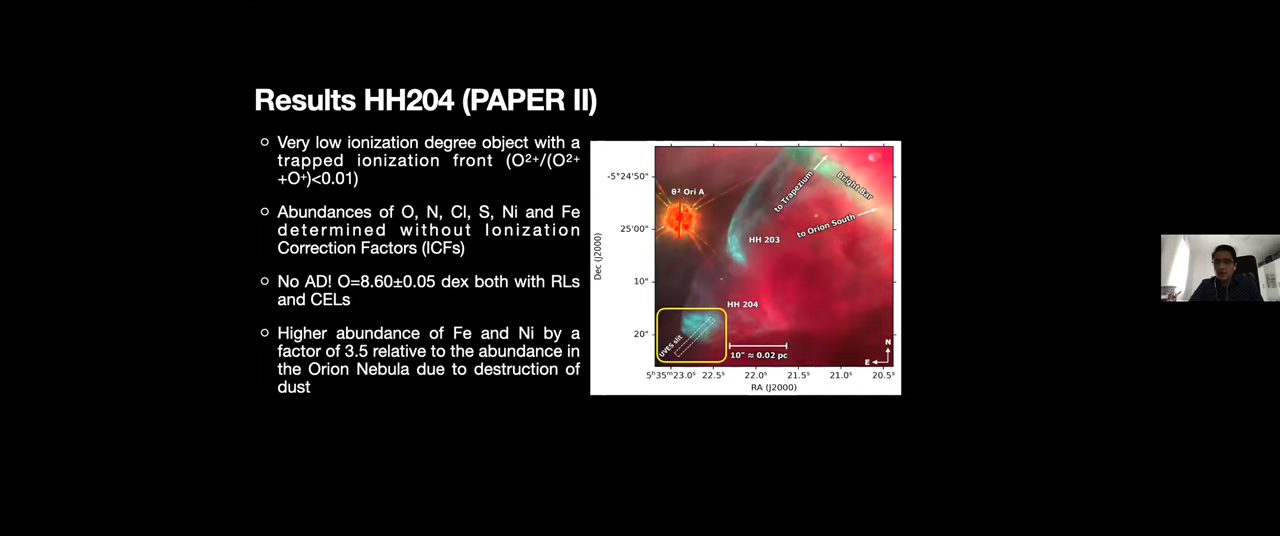 Results HH204 (PAPER II)
Very low ionization degree object with a
trapped ionization front (O²⁺/(O²⁺
+O⁺)<0.01)
Abundances of O, N, Cl, S, Ni and Fe
determined without Ionization
Correction Factors (ICFs)
No AD! O=8.60±0.05 dex both with RLs
and CELs
Higher abundance of Fe and Ni by a
factor of 3.5 relative to the abundance in
the Orion Nebula due to destruction of
dust
-5°24'50"
25'00"
10"
20"
Dec (J2000)
θ² Ori A
to Trapezium
Bright Bar
to Orion South
HH 203
HH 204
UVES slit
10" ≈ 0.02 pc
N
E
5ʰ35ᵐ23.0ˢ 22.5ˢ 22.0ˢ 21.5ˢ 21.0ˢ 20.5ˢ
RA (J2000)